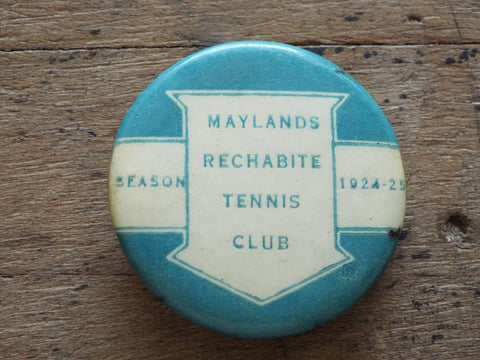 MAYLANDS
RECHABITE
SEASON
TENNIS
1924-25
CLUB